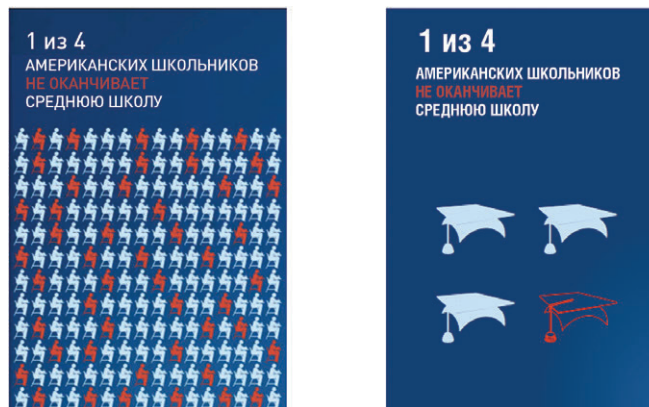 1 из 4
АМЕРИКАНСКИХ ШКОЛЬНИКОВ
НЕ ОКАНЧИВАЕТ
СРЕДНЮЮ ШКОЛУ
1 из 4
АМЕРИКАНСКИХ ШКОЛЬНИКОВ
НЕ ОКАНЧИВАЕТ
СРЕДНЮЮ ШКОЛУ